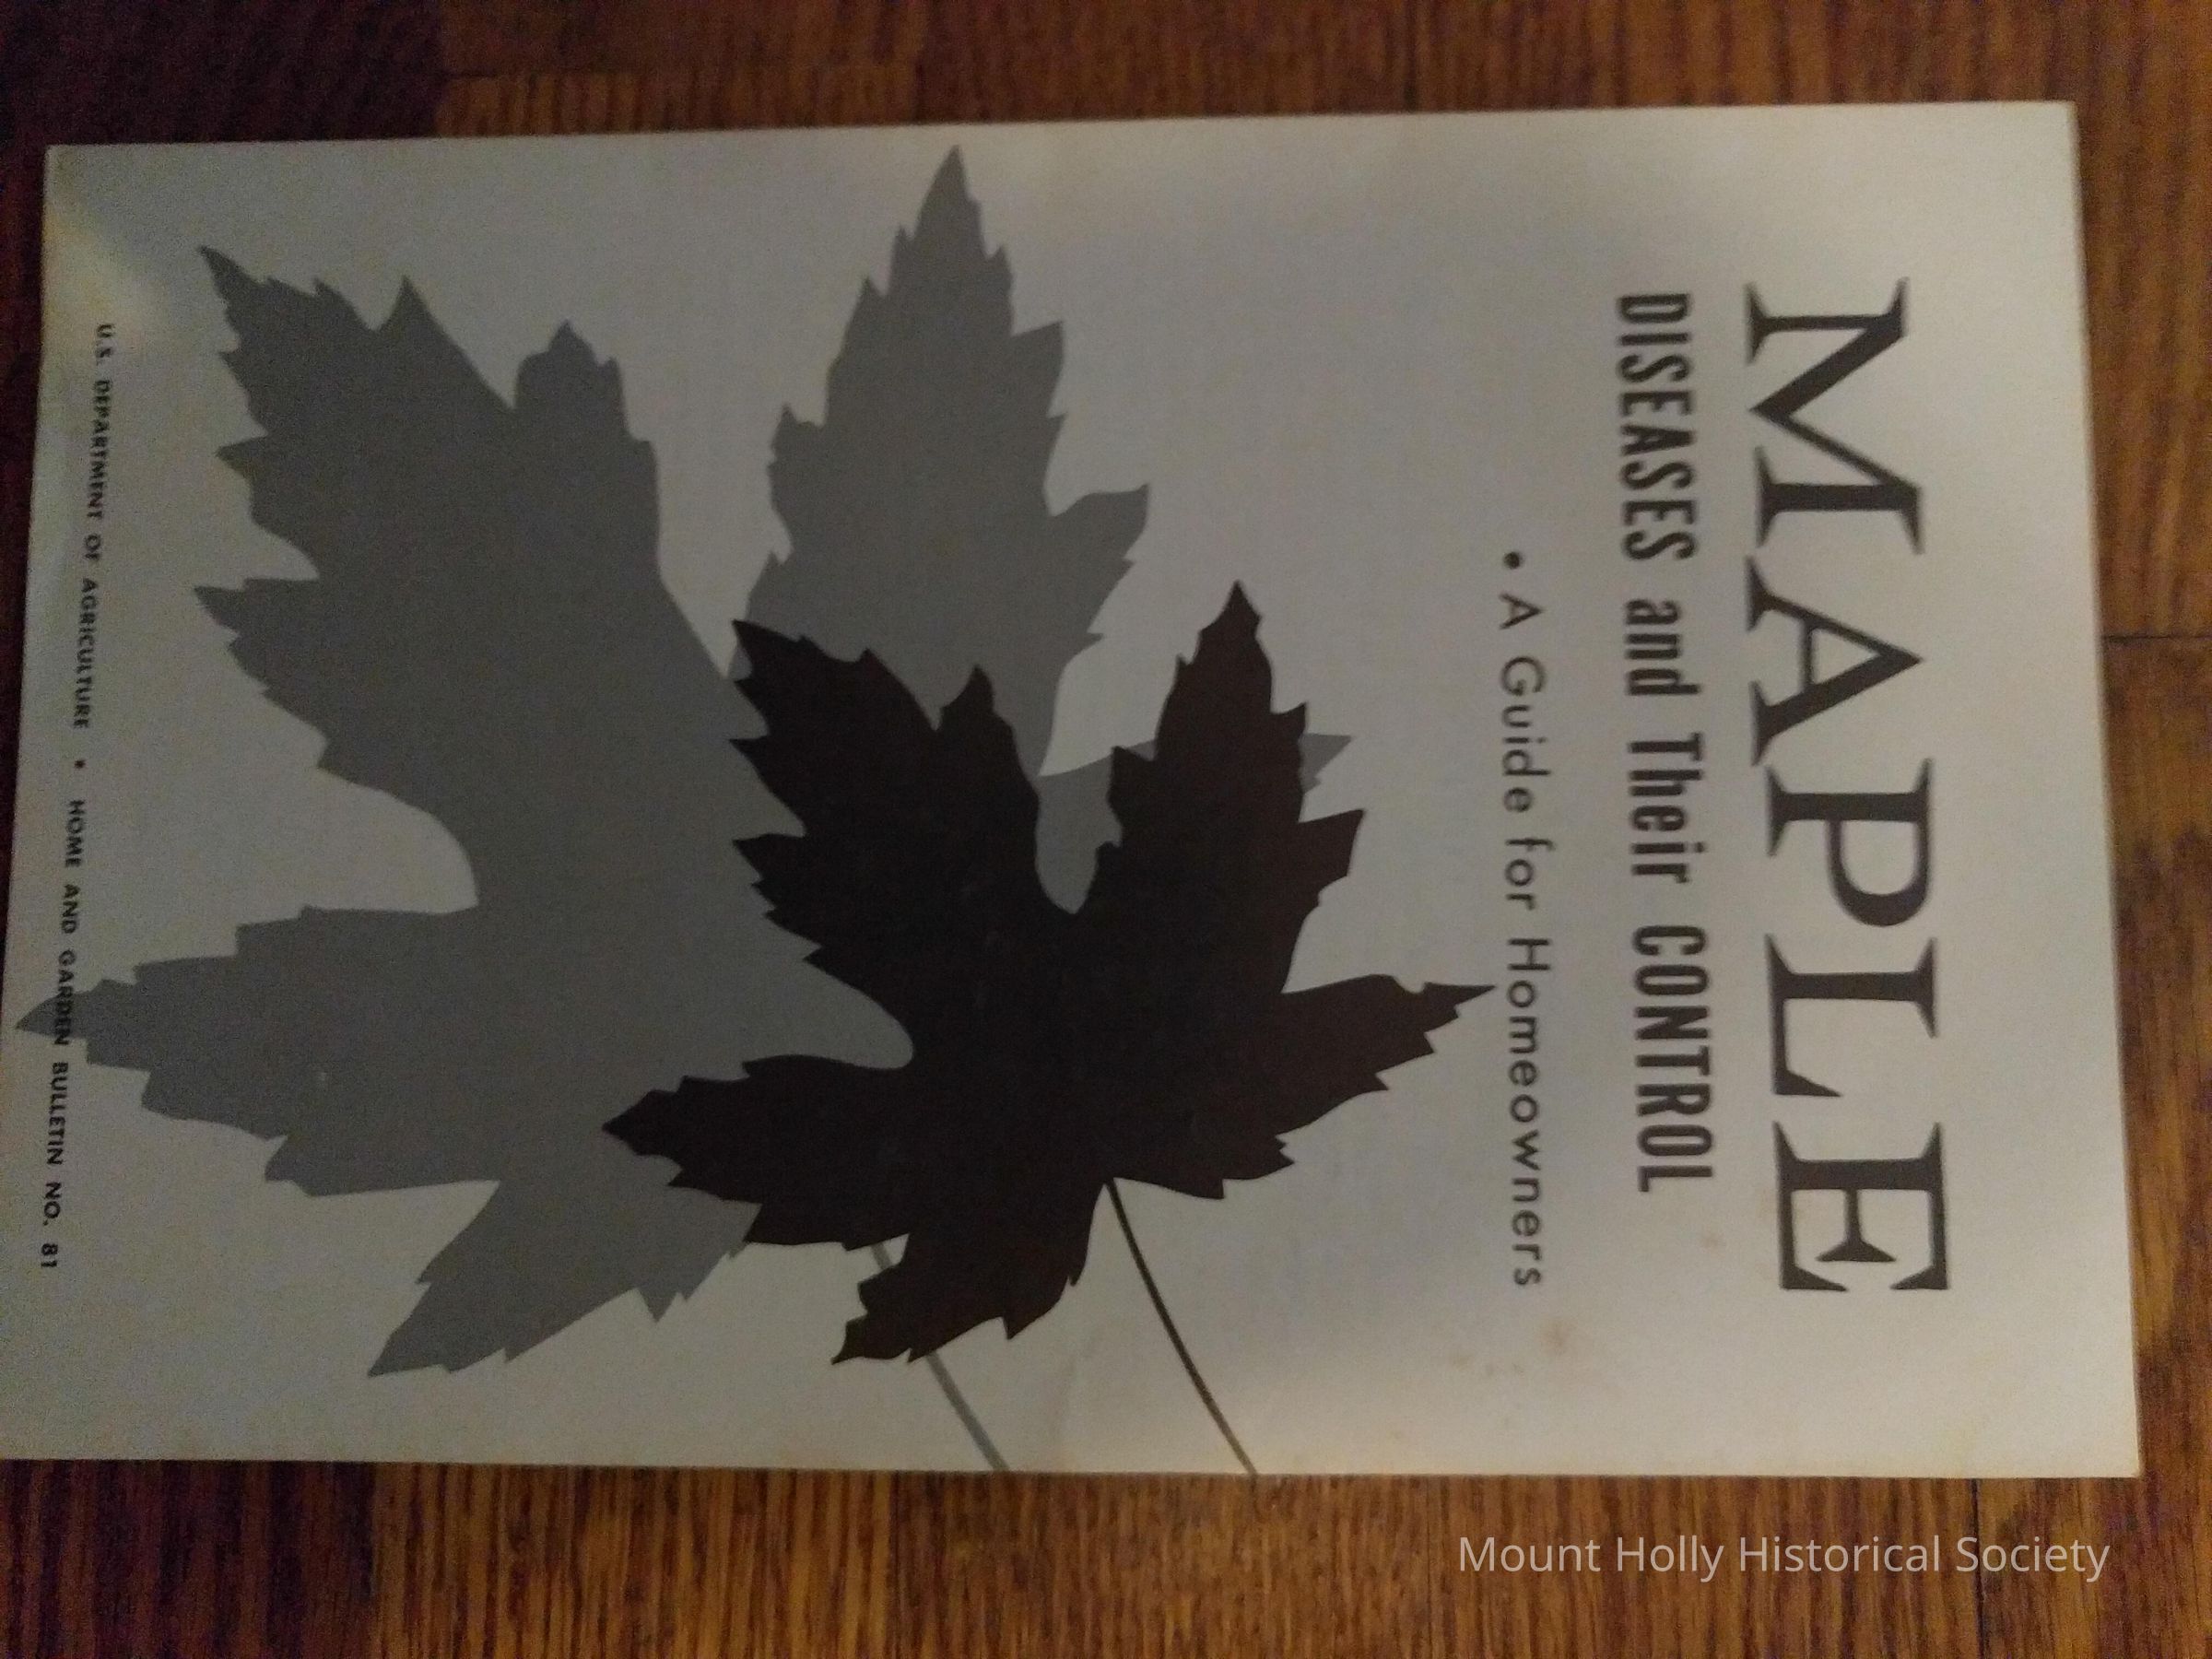 MAPLE
DISEASES and Their CONTROL
• A Guide for Homeowners
U.S. DEPARTMENT OF AGRICULTURE • HOME AND GARDEN BULLETIN NO. 81
Mount Holly Historical Society